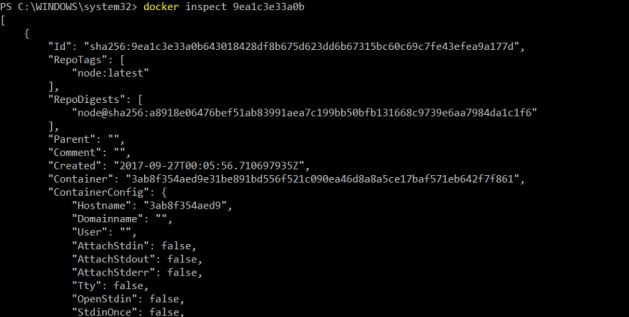 PS C:\WINDOWS\system32> docker inspect 9ea1c3e33a0b
[
    {
        "Id": "sha256:9ea1c3e33a0b643018428df8b675d623dd6b67315bc60c69c7fe43efea9a177d",
        "RepoTags": [
            "node:latest"
        ],
        "RepoDigests": [
            "node@sha256:a8918e06476bef51ab83991aea7c199bb50bfb131668c9739e6aa7984da1c1f6"
        ],
        "Parent": "",
        "Comment": "",
        "Created": "2017-09-27T00:05:56.710697935Z",
        "Container": "3ab8f354aed9e31be891bd556f521c090ea46d8a8a5ce17baf571eb642f7f861",
        "ContainerConfig": {
            "Hostname": "3ab8f354aed9",
            "Domainname": "",
            "User": "",
            "AttachStdin": false,
            "AttachStdout": false,
            "AttachStderr": false,
            "Tty": false,
            "OpenStdin": false,
            "StdinOnce": false,